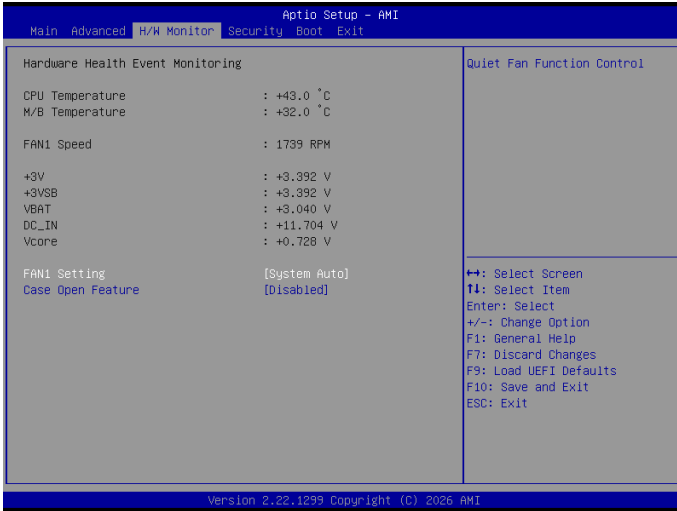 Aptio Setup - AMI
Main Advanced H/W Monitor Security Boot Exit
Hardware Health Event Monitoring
CPU Temperature : +43.0 °C
M/B Temperature : +32.0 °C
FAN1 Speed : 1739 RPM
+3V : +3.392 V
+3VSB : +3.392 V
VBAT : +3.040 V
DC_IN : +11.704 V
Vcore : +0.728 V
FAN1 Setting [System Auto]
Case Open Feature [Disabled]
Quiet Fan Function Control
↔: Select Screen
↑↓: Select Item
Enter: Select
+/-: Change Option
F1: General Help
F7: Discard Changes
F9: Load UEFI Defaults
F10: Save and Exit
ESC: Exit
Version 2.22.1299 Copyright (C) 2026 AMI